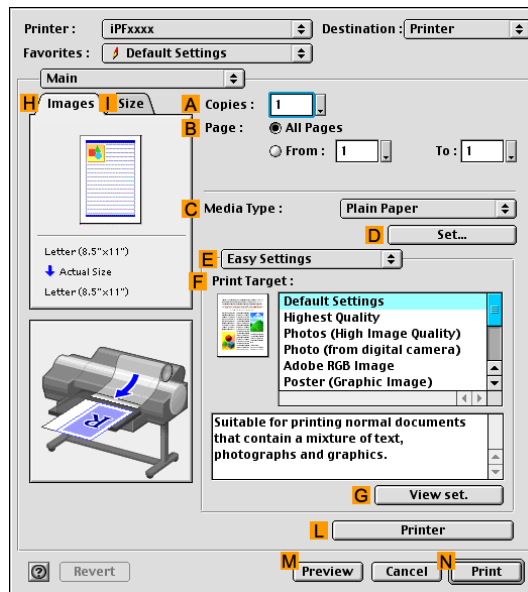 Printer : iPFxxxx Destination : Printer
Favorites : Default Settings
Main
H Images I Size
A Copies : 1
B Page : All Pages
From : 1 To : 1
C Media Type : Plain Paper
D Set...
E Easy Settings
F Print Target :
Default Settings
Highest Quality
Photos (High Image Quality)
Photo (from digital camera)
Adobe RGB Image
Poster (Graphic Image)
Letter (8.5"x11")
Actual Size
Letter (8.5"x11")
R
Suitable for printing normal documents
that contain a mixture of text,
photographs and graphics.
G View set.
L Printer
? Revert M Preview Cancel N Print